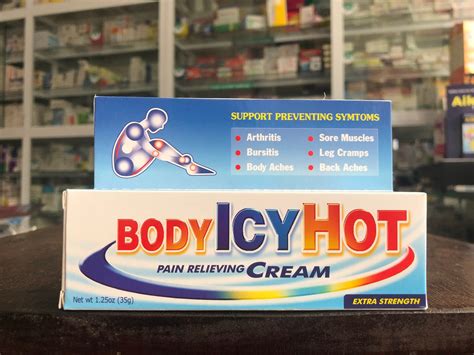 SUPPORT PREVENTING SYMTOMS
• Arthritis • Sore Muscles
• Bursitis • Leg Cramps
• Body Aches • Back Aches
BODY ICY HOT
PAIN RELIEVING CREAM
Net wt 1.25oz (35g)
EXTRA STRENGTH